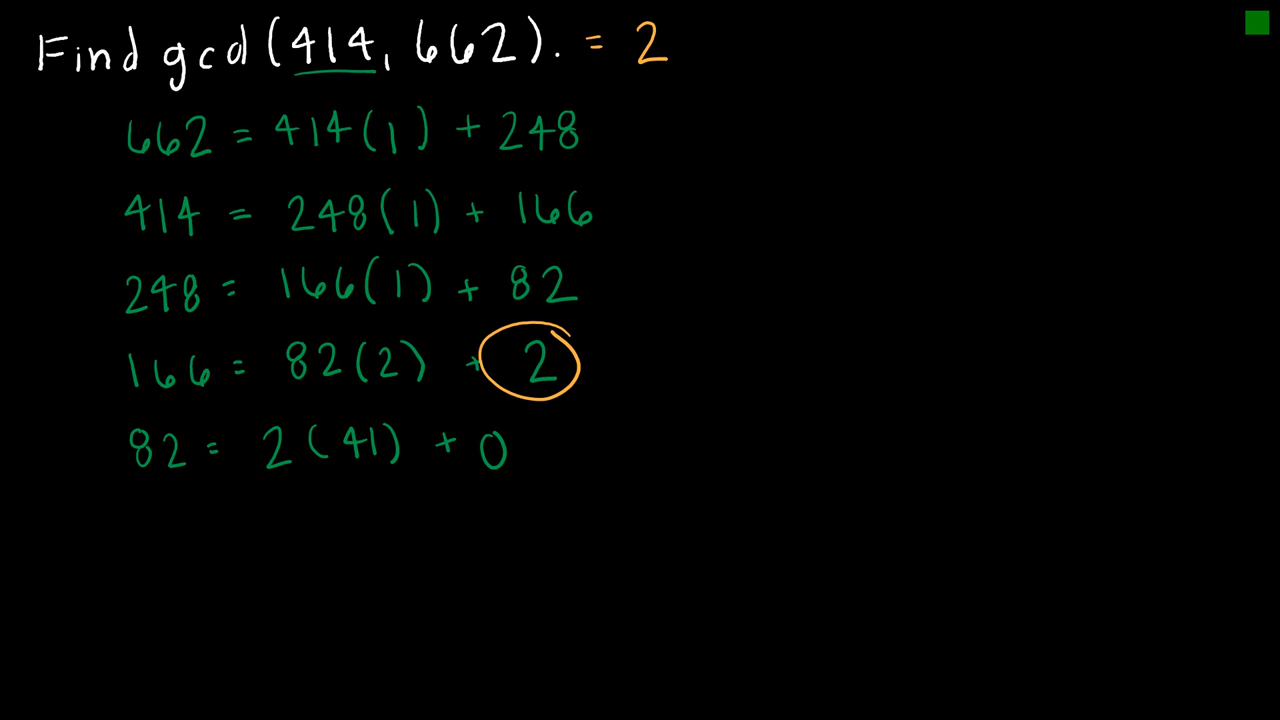 Find gcd(414, 662). = 2
662 = 414(1) + 248
414 = 248(1) + 166
248 = 166(1) + 82
166 = 82(2) + 2
82 = 2(41) + 0